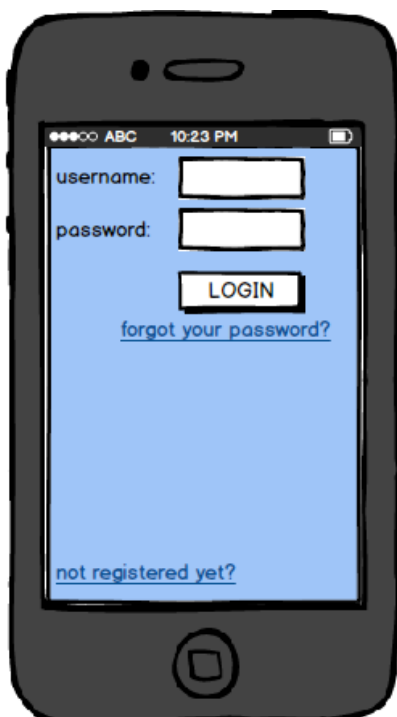 ABC 10:23 PM
username:
password:
LOGIN
forgot your password?
not registered yet?